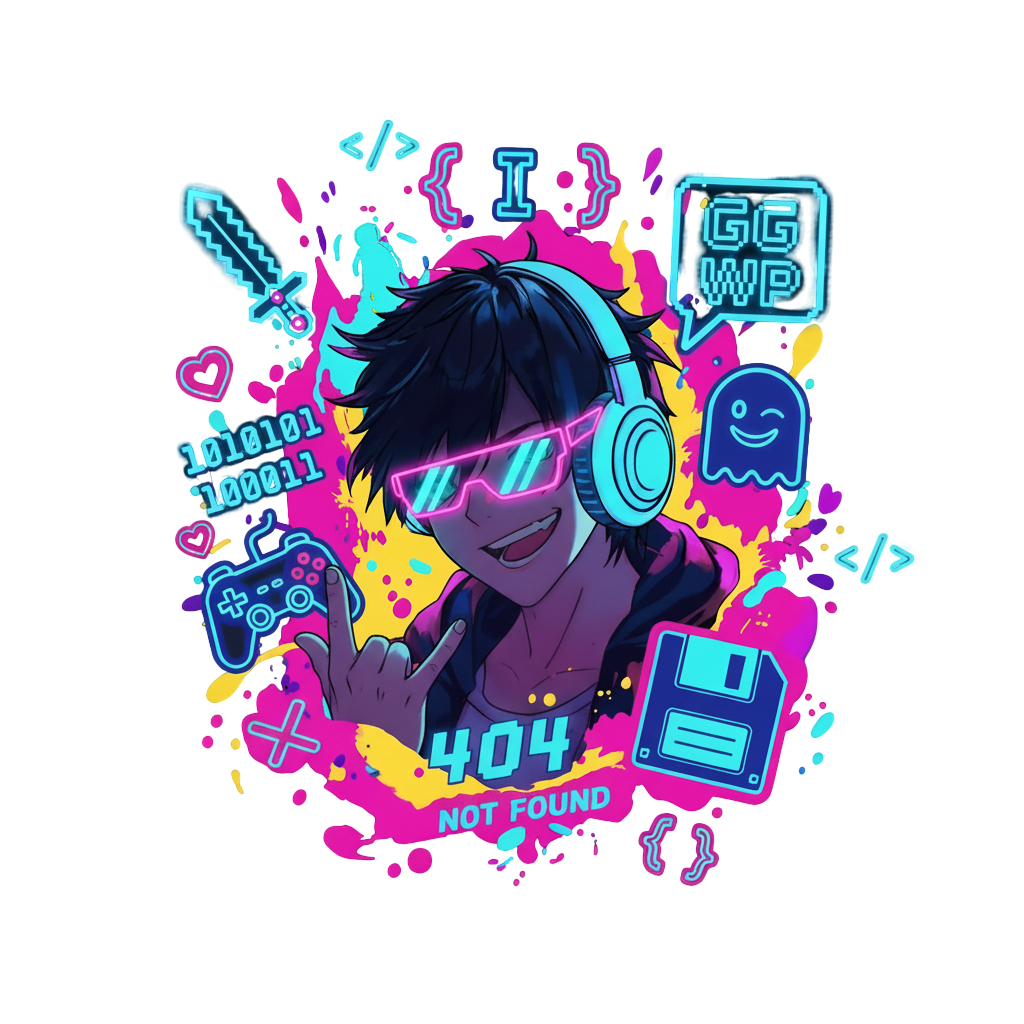 </>
{ I }
GG
WP
1010101
100011
</>
404
NOT FOUND
{ }